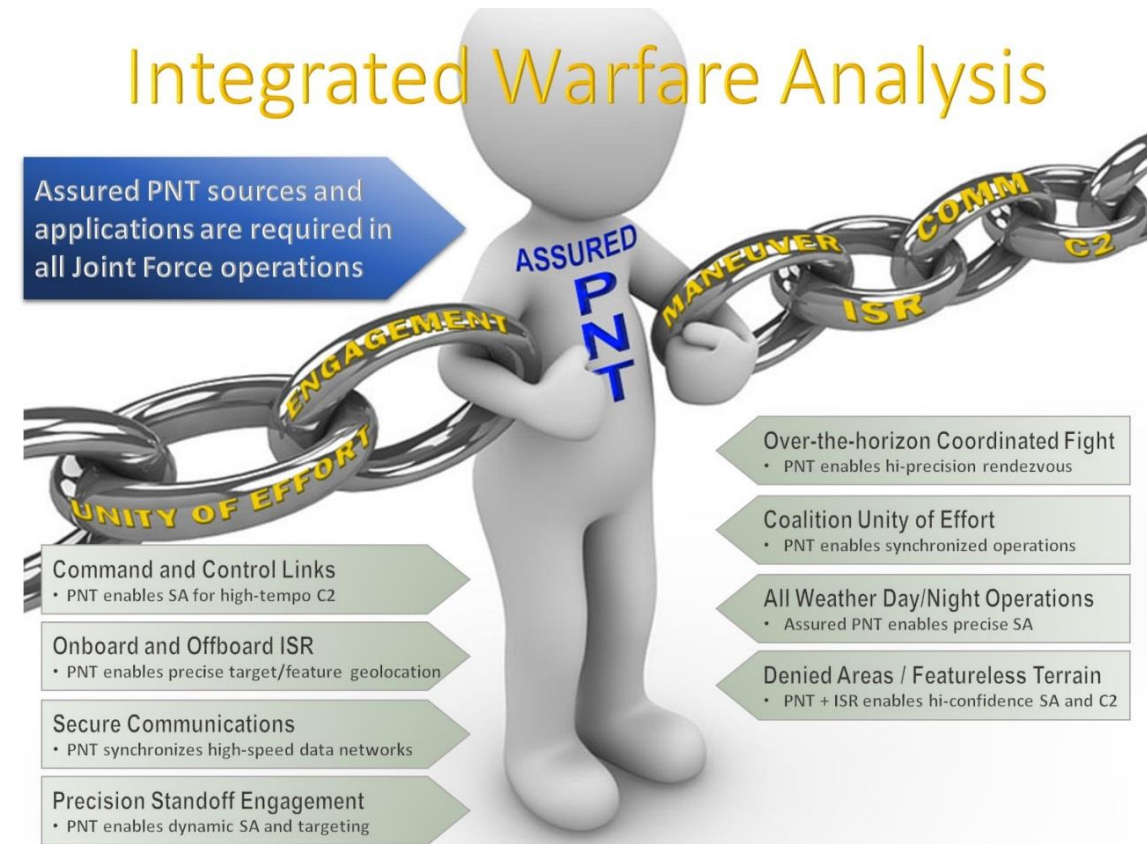 Integrated Warfare Analysis
Assured PNT sources and
applications are required in
all Joint Force operations
UNITY OF EFFORT
ENGAGEMENT
ASSURED
PNT
MANEUVER
ISR
COMM
C2
Command and Control Links
• PNT enables SA for high-tempo C2
Onboard and Offboard ISR
• PNT enables precise target/feature geolocation
Secure Communications
• PNT synchronizes high-speed data networks
Precision Standoff Engagement
• PNT enables dynamic SA and targeting
Over-the-horizon Coordinated Fight
• PNT enables hi-precision rendezvous
Coalition Unity of Effort
• PNT enables synchronized operations
All Weather Day/Night Operations
• Assured PNT enables precise SA
Denied Areas / Featureless Terrain
• PNT + ISR enables hi-confidence SA and C2